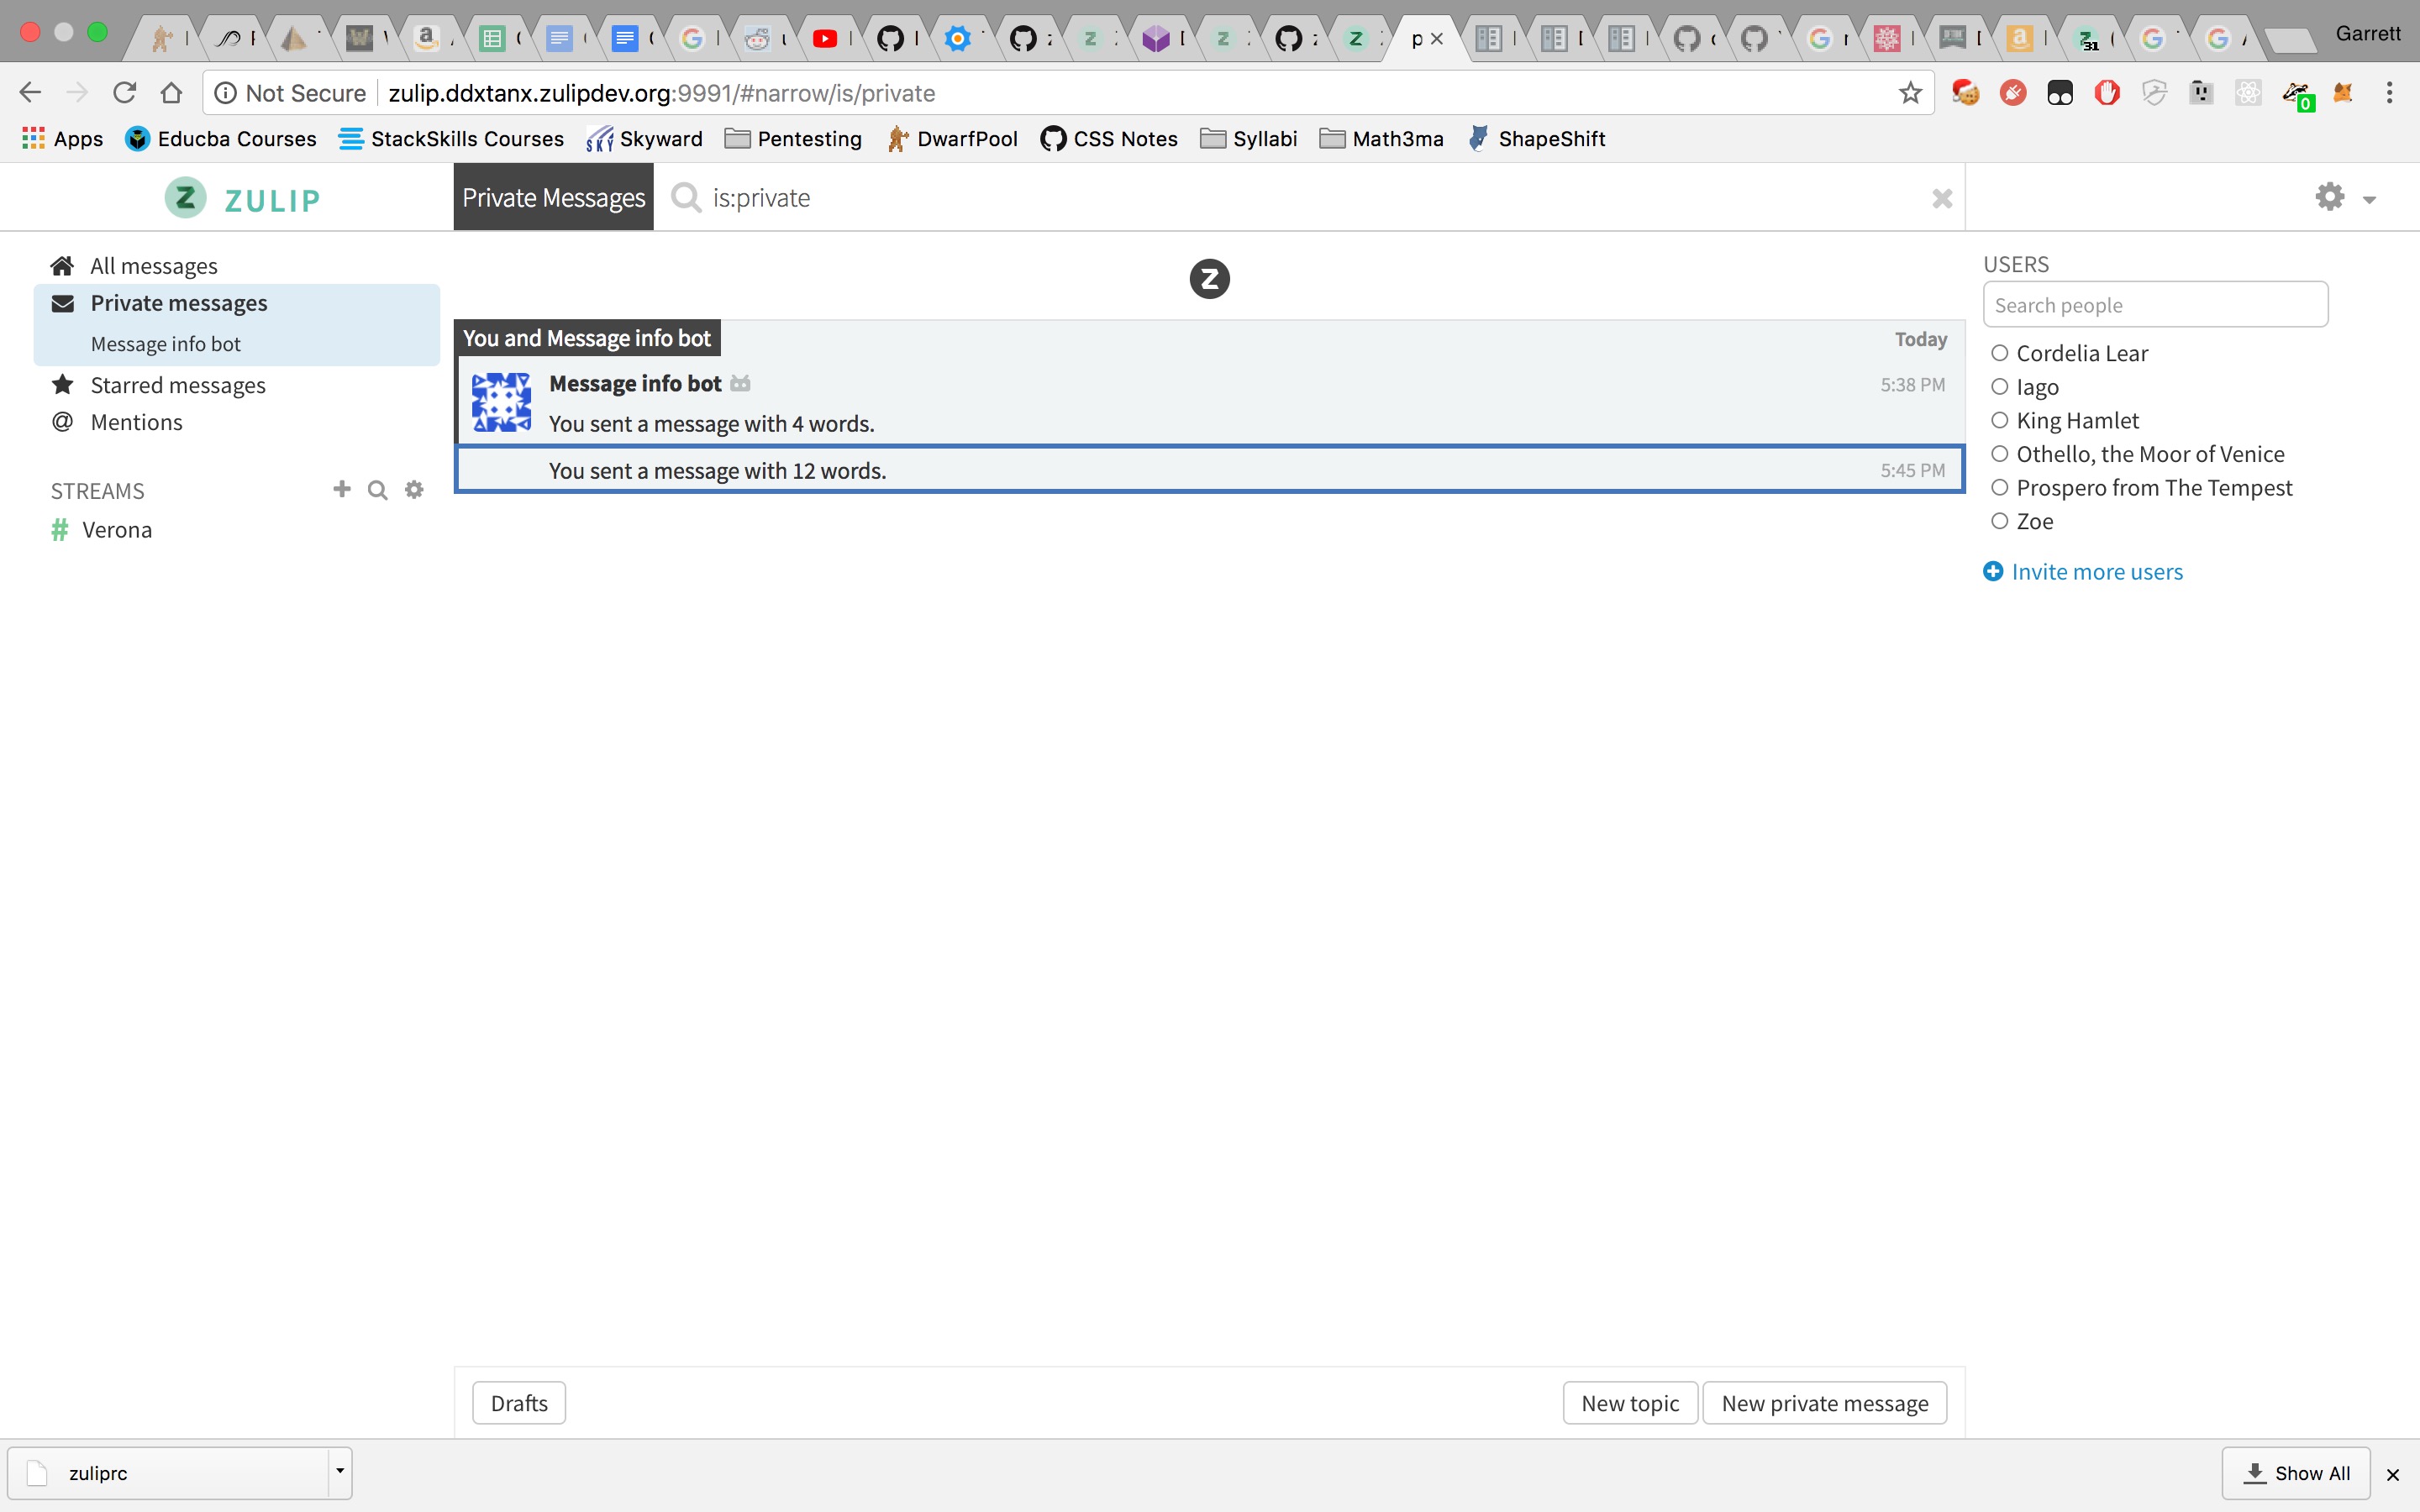 Garrett
Not Secure zulip.ddxtanx.zulipdev.org:9991/#narrow/is/private
0
Apps Educba Courses StackSkills Courses Skyward Pentesting DwarfPool CSS Notes Syllabi Math3ma ShapeShift
ZULIP
Private Messages is:private
All messages
Private messages
Message info bot
Starred messages
Mentions
STREAMS
# Verona
You and Message info bot Today
Message info bot 5:38 PM
You sent a message with 4 words.
You sent a message with 12 words. 5:45 PM
USERS
Search people
Cordelia Lear
Iago
King Hamlet
Othello, the Moor of Venice
Prospero from The Tempest
Zoe
Invite more users
Drafts New topic New private message
zuliprc Show All